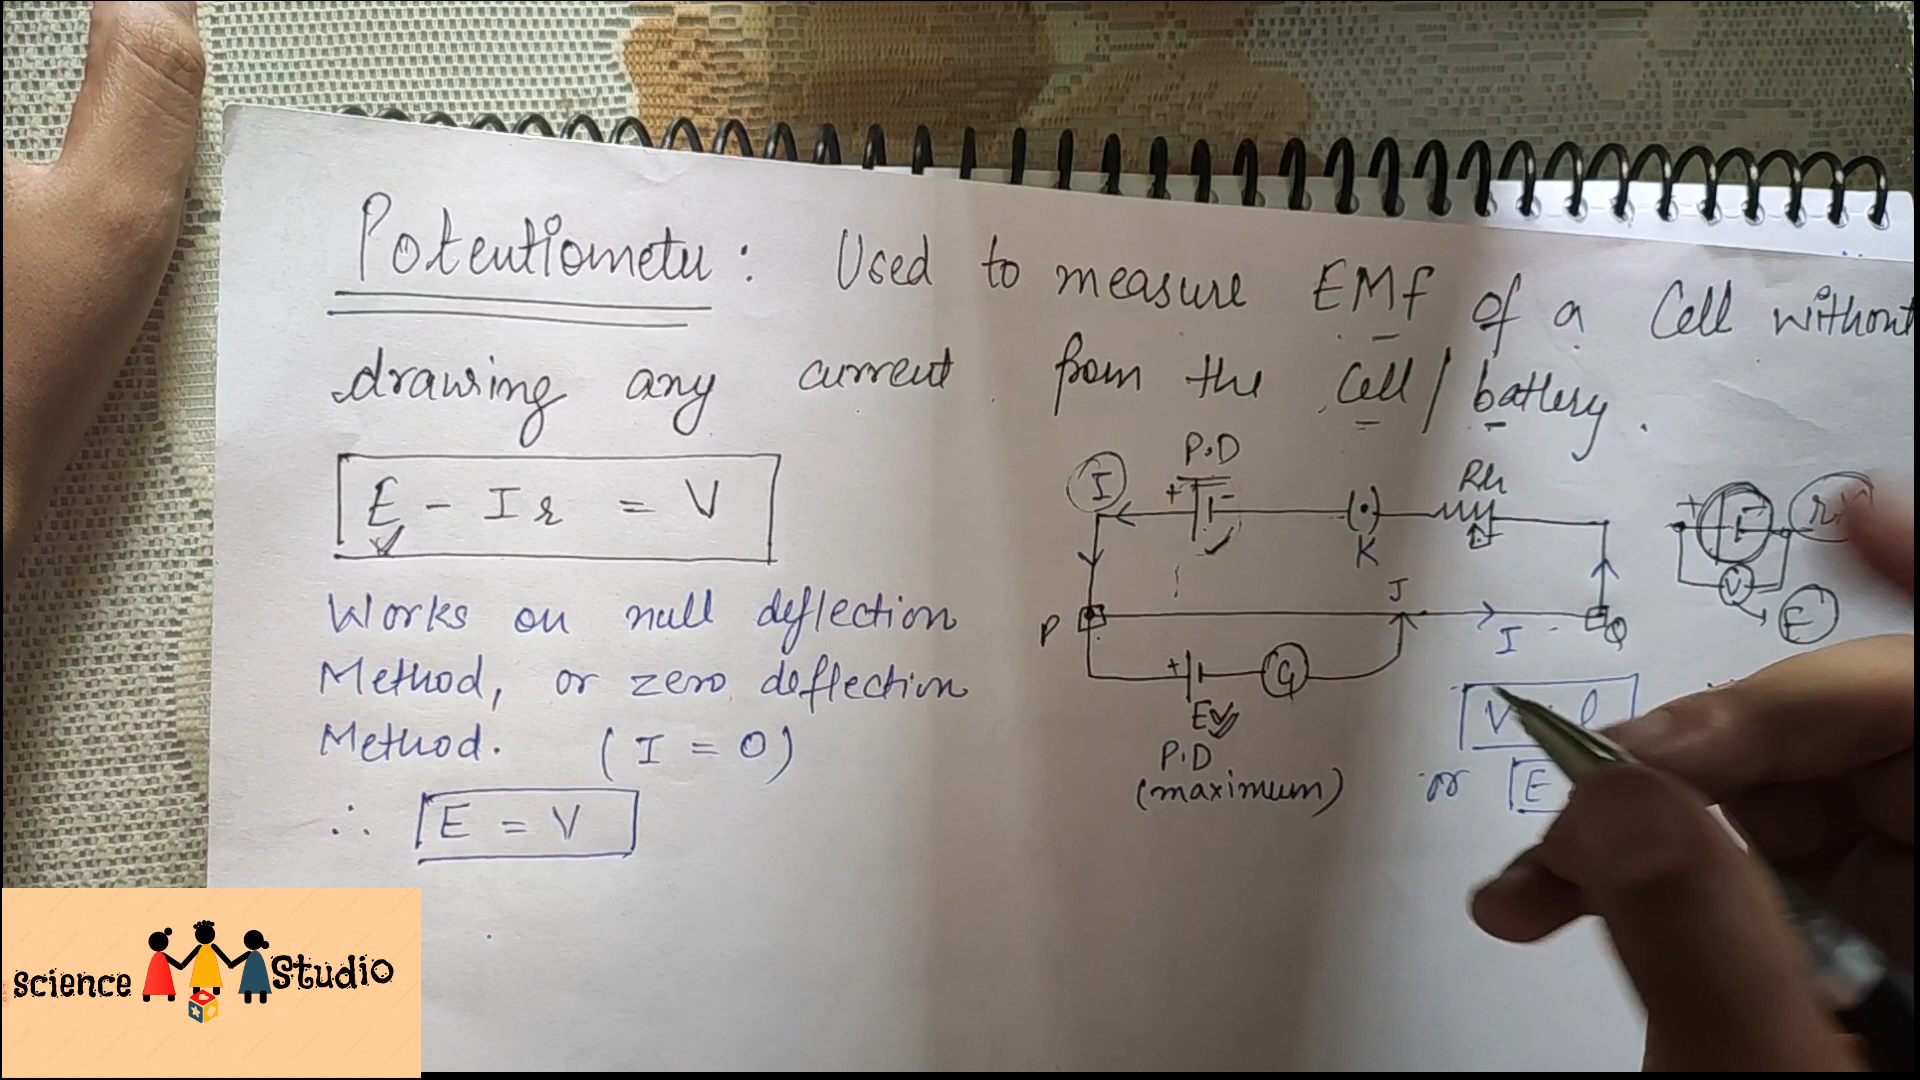 Potentiometer : Used to measure EMf of a Cell without
drawing any current from the Cell / battery.
E - Ir = V
Works on null deflection
Method, or zero deflection
Method. ( I = 0 )
∴ E = V
P.D
I
+ -
K
Rh
P
J
Q
I
+
G
E
P.D
(maximum)
+
r
V
E
V
l
or E
science Studio